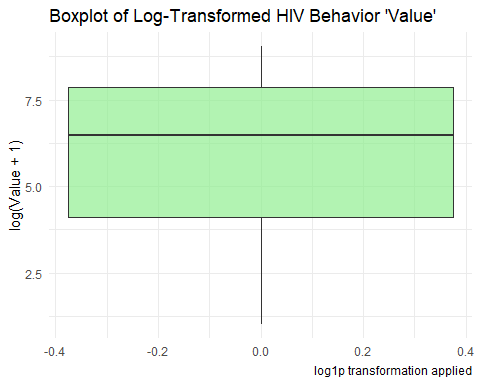 Boxplot of Log-Transformed HIV Behavior 'Value'
log(Value + 1)
7.5
5.0
2.5
-0.4
-0.2
0.0
0.2
0.4
log1p transformation applied